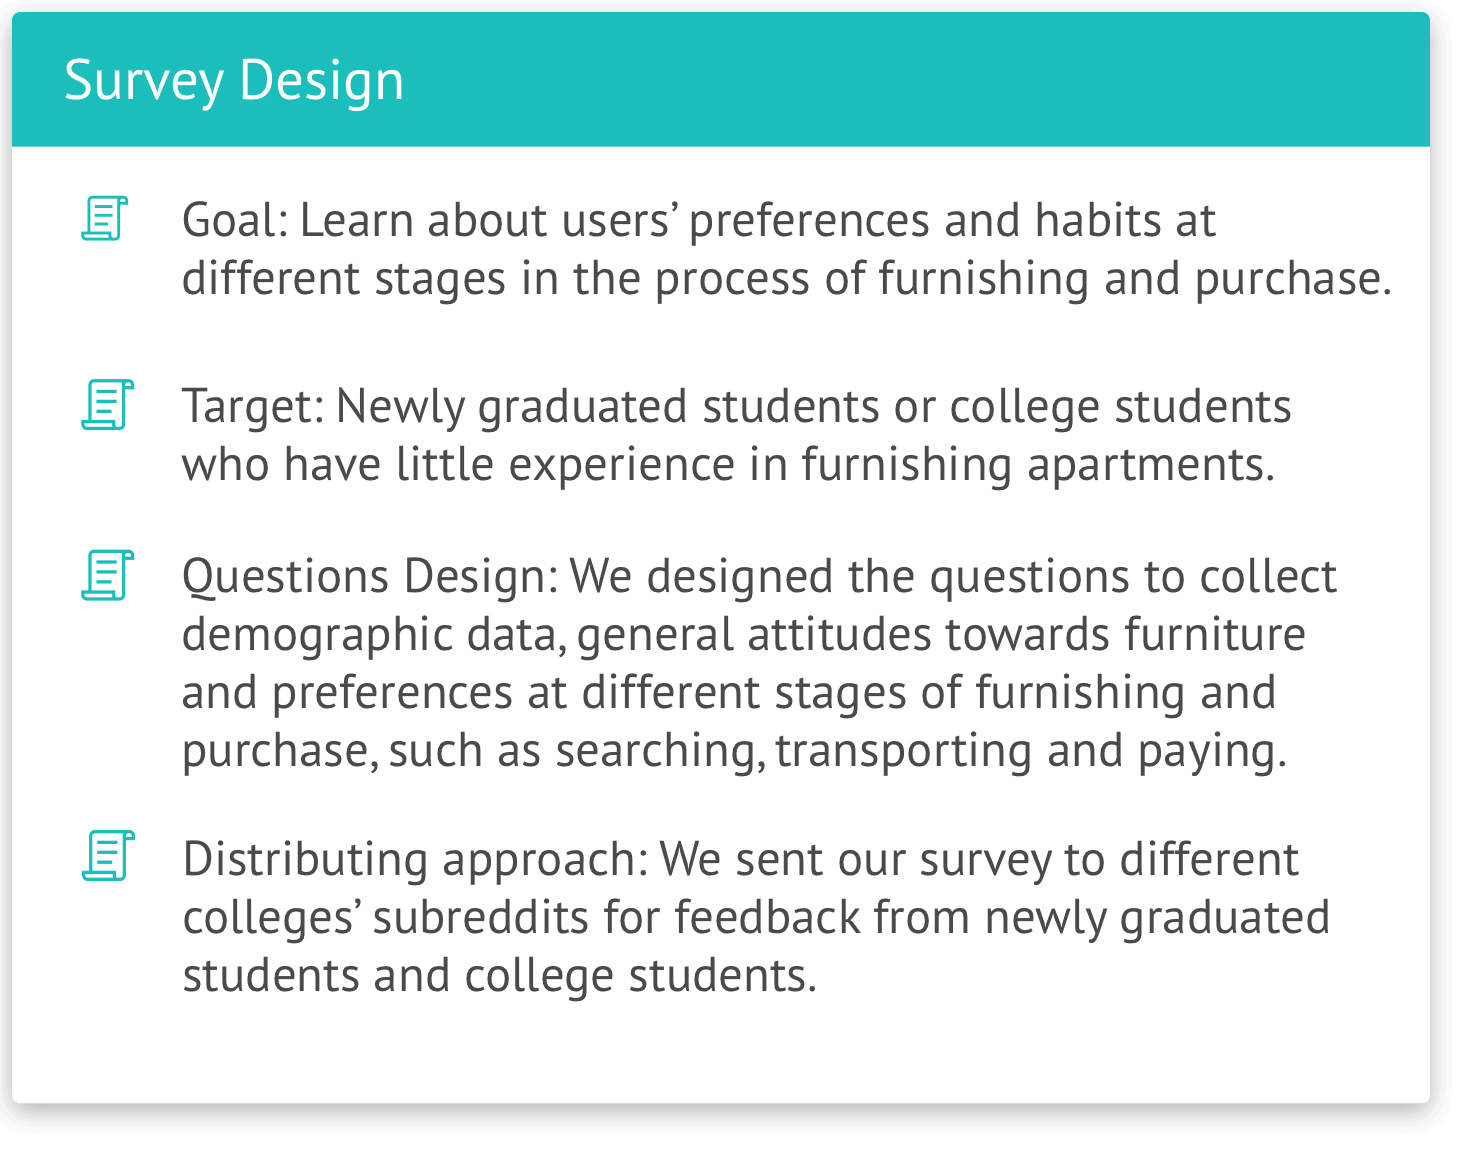 Survey Design
Goal: Learn about users’ preferences and habits at
different stages in the process of furnishing and purchase.
Target: Newly graduated students or college students
who have little experience in furnishing apartments.
Questions Design: We designed the questions to collect
demographic data, general attitudes towards furniture
and preferences at different stages of furnishing and
purchase, such as searching, transporting and paying.
Distributing approach: We sent our survey to different
colleges’ subreddits for feedback from newly graduated
students and college students.